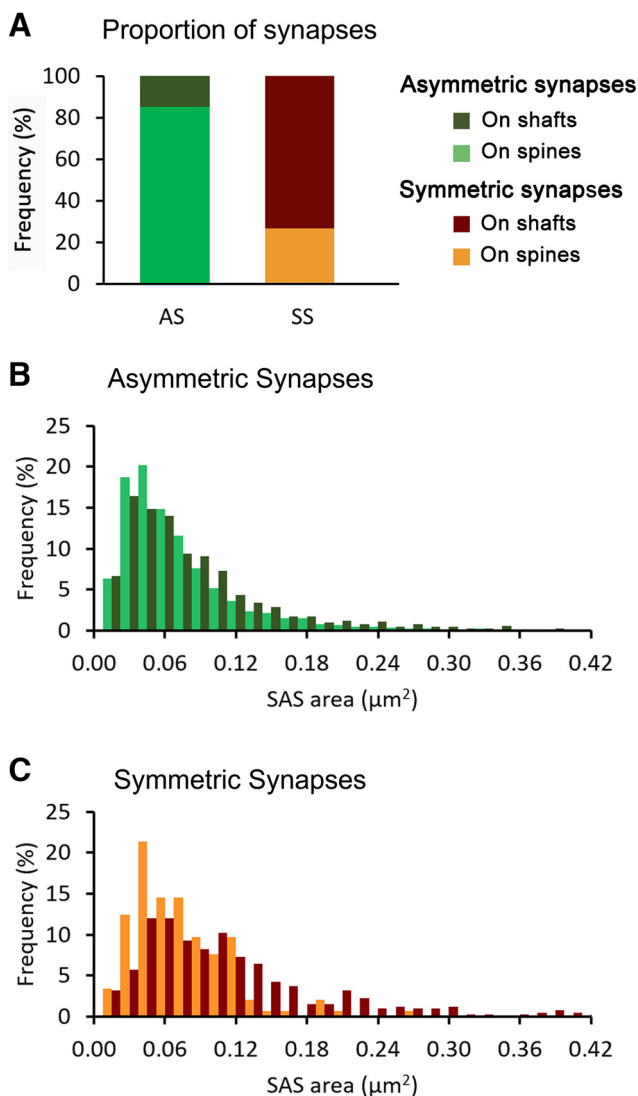 A
Proportion of synapses
Frequency (%)
100
80
60
40
20
0
AS SS
Asymmetric synapses
On shafts
On spines
Symmetric synapses
On shafts
On spines
B
Asymmetric Synapses
Frequency (%)
25
20
15
10
5
0
0.00 0.06 0.12 0.18 0.24 0.30 0.36 0.42
SAS area (µm²)
C
Symmetric Synapses
Frequency (%)
25
20
15
10
5
0
0.00 0.06 0.12 0.18 0.24 0.30 0.36 0.42
SAS area (µm²)